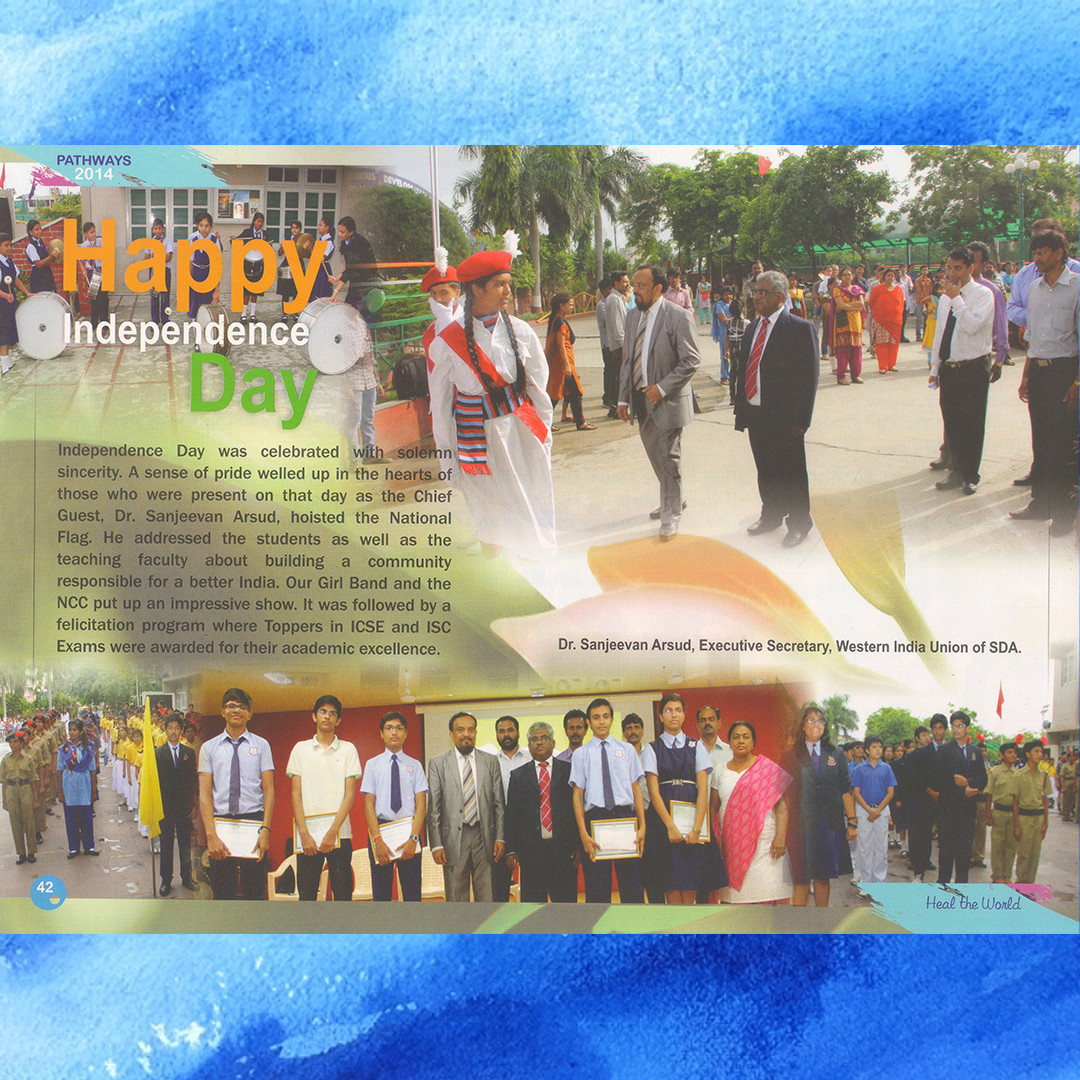 PATHWAYS
2014
Happy
Independence
Day
Independence Day was celebrated with solemn
sincerity. A sense of pride welled up in the hearts of
those who were present on that day as the Chief
Guest, Dr. Sanjeevan Arsud, hoisted the National
Flag. He addressed the students as well as the
teaching faculty about building a community
responsible for a better India. Our Girl Band and the
NCC put up an impressive show. It was followed by a
felicitation program where Toppers in ICSE and ISC
Exams were awarded for their academic excellence.
Dr. Sanjeevan Arsud, Executive Secretary, Western India Union of SDA.
42
Heal the World